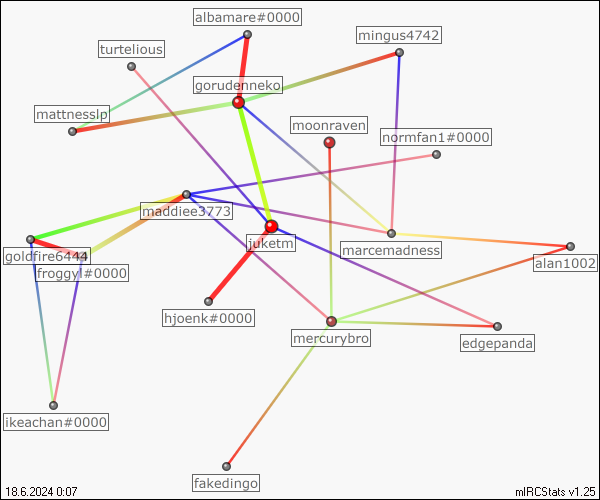 albamare#0000
mingus4742
turtelious
gorudenneko
mattnesslp
moonraven
normfan1#0000
maddiee3773
juketm
marcemadness
goldfire6444
froggyl#0000
alan1002
hjoenk#0000
mercurybro
edgepanda
ikeachan#0000
fakedingo
18.6.2024 0:07
mIRCStats v1.25